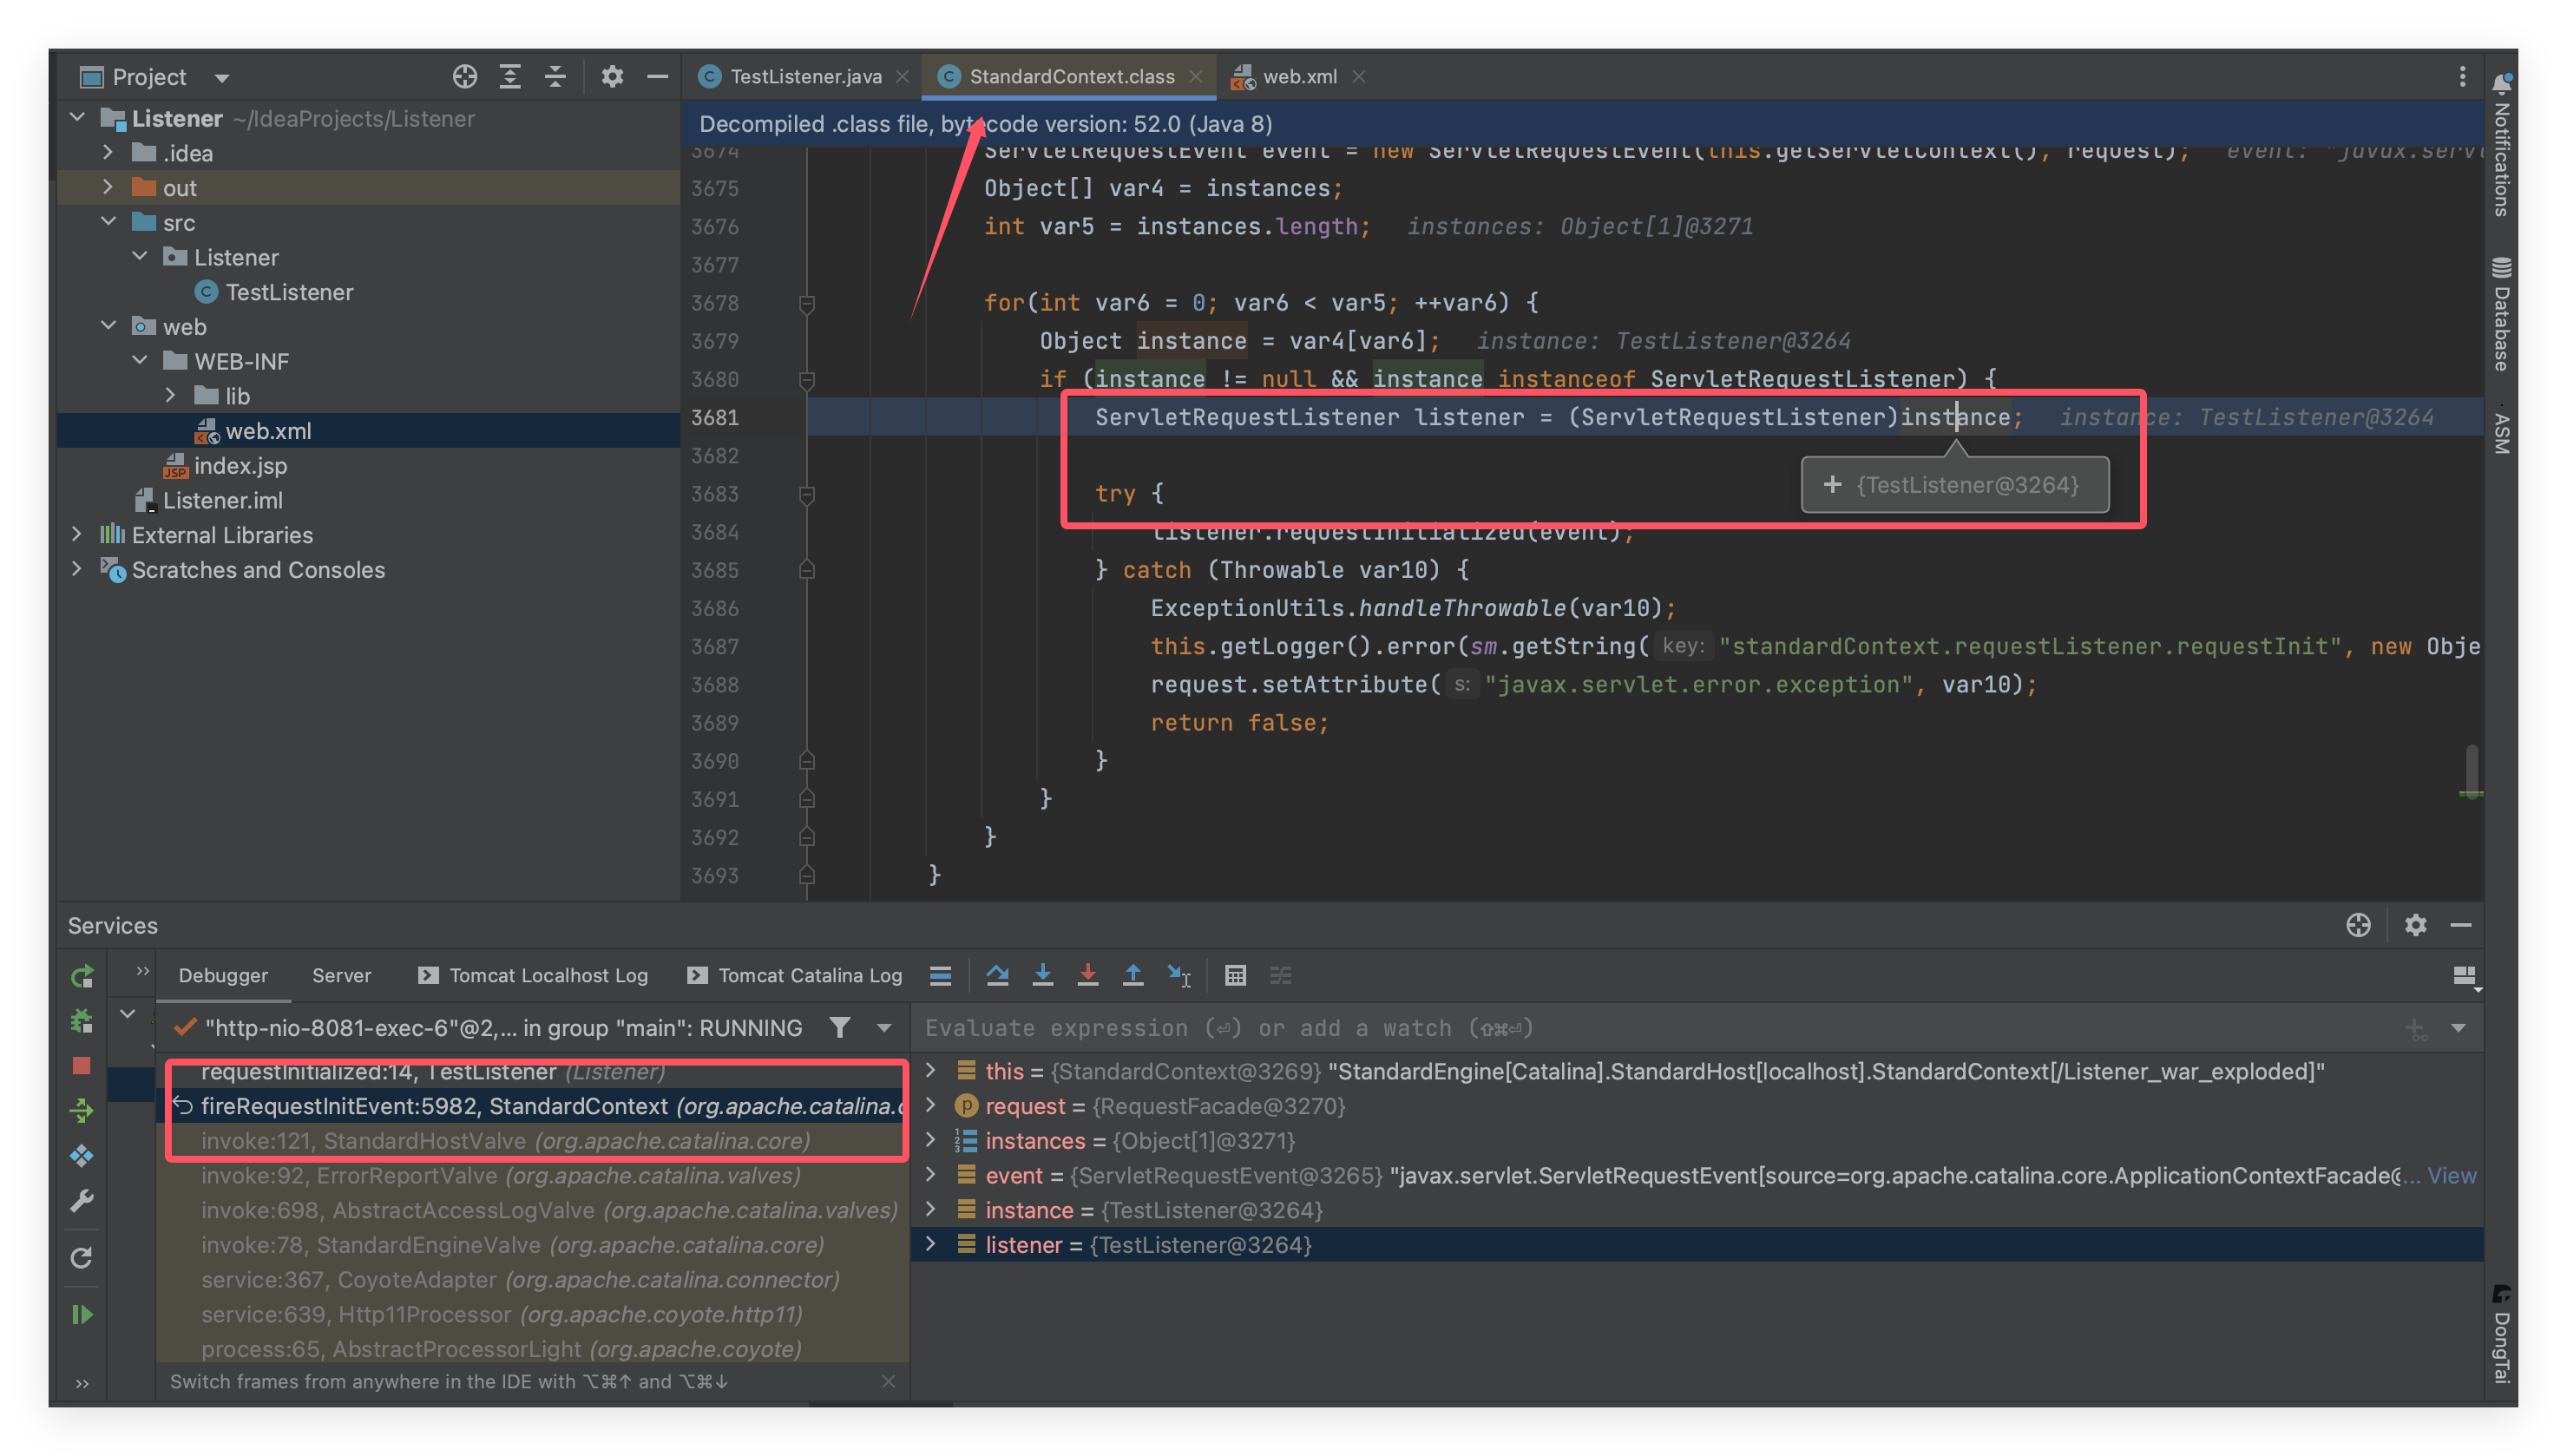 Project
TestListener.java
StandardContext.class
web.xml
Listener ~/IdeaProjects/Listener
.idea
out
src
Listener
TestListener
web
WEB-INF
lib
web.xml
index.jsp
Listener.iml
External Libraries
Scratches and Consoles
Decompiled .class file, bytecode version: 52.0 (Java 8)
3674 ServletRequestEvent event = new ServletRequestEvent(this.getServletContext(), request); event: "javax.servl
3675 Object[] var4 = instances;
3676 int var5 = instances.length; instances: Object[1]@3271
3677
3678 for(int var6 = 0; var6 < var5; ++var6) {
3679 Object instance = var4[var6]; instance: TestListener@3264
3680 if (instance != null && instance instanceof ServletRequestListener) {
3681 ServletRequestListener listener = (ServletRequestListener)instance; instance: TestListener@3264
3682
+ {TestListener@3264}
3683 try {
3684 listener.requestInitialized(event);
3685 } catch (Throwable var10) {
3686 ExceptionUtils.handleThrowable(var10);
3687 this.getLogger().error(sm.getString( key: "standardContext.requestListener.requestInit", new Obje
3688 request.setAttribute( s: "javax.servlet.error.exception", var10);
3689 return false;
3690 }
3691 }
3692 }
3693 }
Notifications
Database
ASM
DongTai
Services
Debugger
Server
Tomcat Localhost Log
Tomcat Catalina Log
"http-nio-8081-exec-6"@2,... in group "main": RUNNING
requestInitialized:14, TestListener (Listener)
fireRequestInitEvent:5982, StandardContext (org.apache.catalina.c
invoke:121, StandardHostValve (org.apache.catalina.core)
invoke:92, ErrorReportValve (org.apache.catalina.valves)
invoke:698, AbstractAccessLogValve (org.apache.catalina.valves)
invoke:78, StandardEngineValve (org.apache.catalina.core)
service:367, CoyoteAdapter (org.apache.catalina.connector)
service:639, Http11Processor (org.apache.coyote.http11)
process:65, AbstractProcessorLight (org.apache.coyote)
Switch frames from anywhere in the IDE with ⌥⌘↑ and ⌥⌘↓
Evaluate expression (⏎) or add a watch (⇧⌘⏎)
this = {StandardContext@3269} "StandardEngine[Catalina].StandardHost[localhost].StandardContext[/Listener_war_exploded]"
request = {RequestFacade@3270}
instances = {Object[1]@3271}
event = {ServletRequestEvent@3265} "javax.servlet.ServletRequestEvent[source=org.apache.catalina.core.ApplicationContextFacade@... View
instance = {TestListener@3264}
listener = {TestListener@3264}